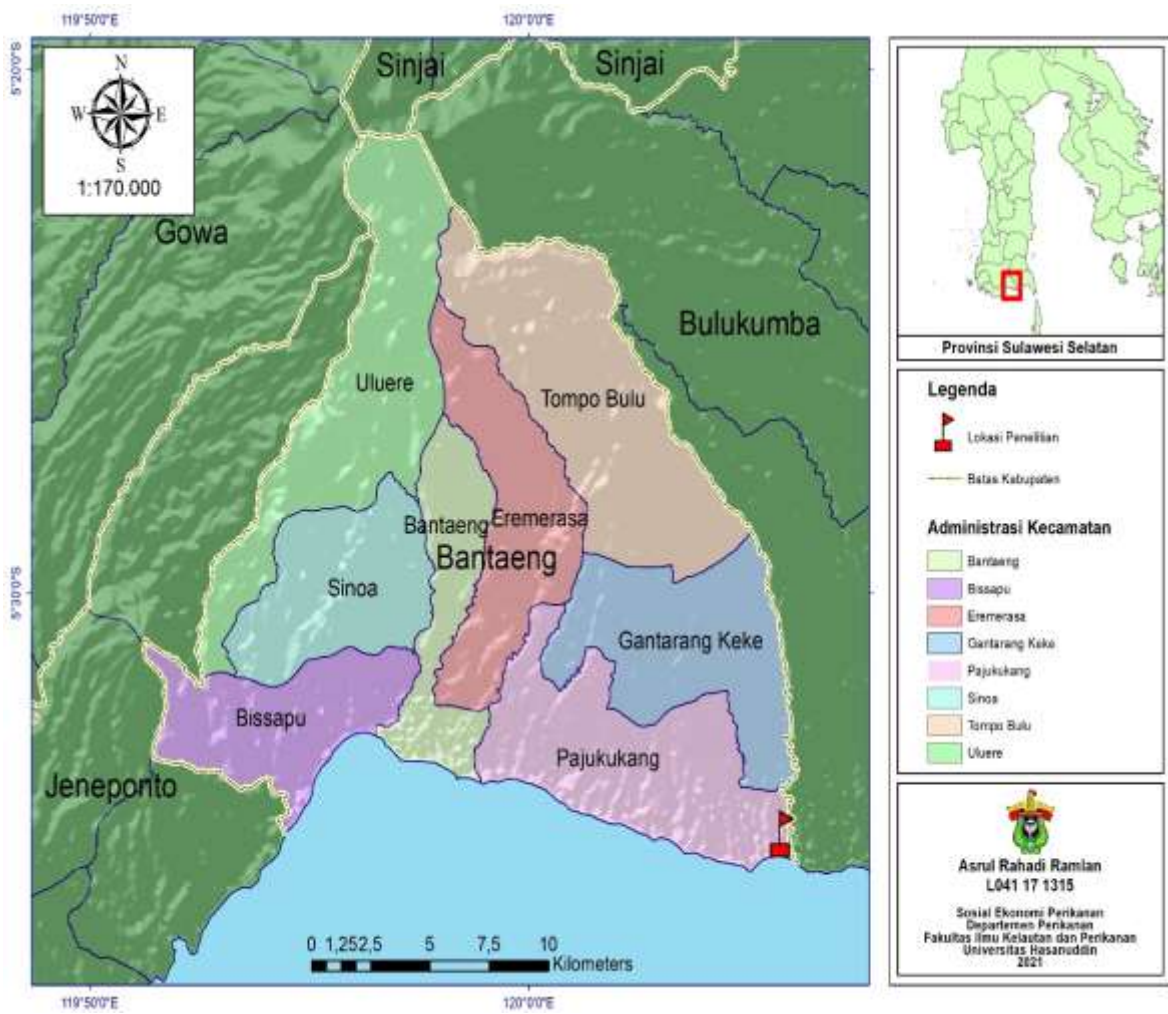 119°50'0"E
120°0'0"E
5°20'0"S
5°30'0"S
N
W
E
S
1:170.000
Sinjai
Sinjai
Gowa
Bulukumba
Uluere
Tompo Bulu
Bantaeng
Eremerasa
Bantaeng
Sinoa
Gantarang Keke
Bissapu
Pajukukang
Jeneponto
0 1,252,5 5 7,5 10
Kilometers
119°50'0"E
120°0'0"E
Provinsi Sulawesi Selatan
Legenda
Lokasi Penelitian
Batas Kabupaten
Administrasi Kecamatan
Bantaeng
Bissapu
Eremerasa
Gantarang Keke
Pajukukang
Sinoa
Tompo Bulu
Uluere
Asrul Rahadi Ramlan
L041 17 1315
Sosial Ekonomi Perikanan
Departemen Perikanan
Fakultas Ilmu Kelautan dan Perikanan
Universitas Hasanuddin
2021